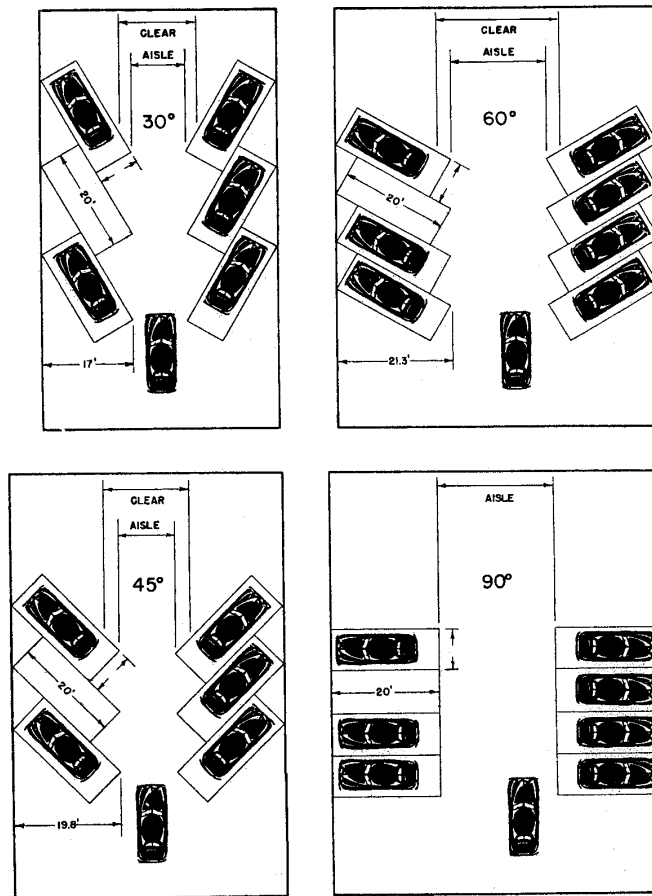 CLEAR
AISLE
30°
20'
17'
CLEAR
AISLE
60°
20'
21.3'
CLEAR
AISLE
45°
20'
19.8'
AISLE
90°
20'